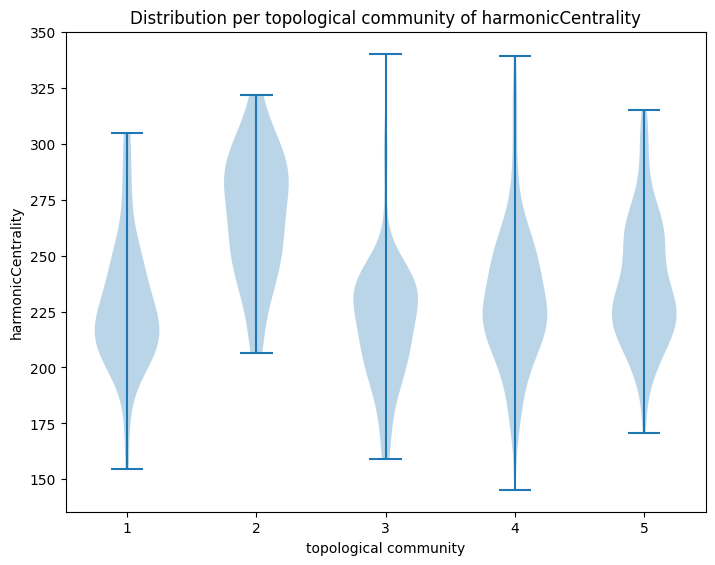 Distribution per topological community of harmonicCentrality
350
325
300
275
250
225
200
175
150
harmonicCentrality
1 2 3 4 5
topological community